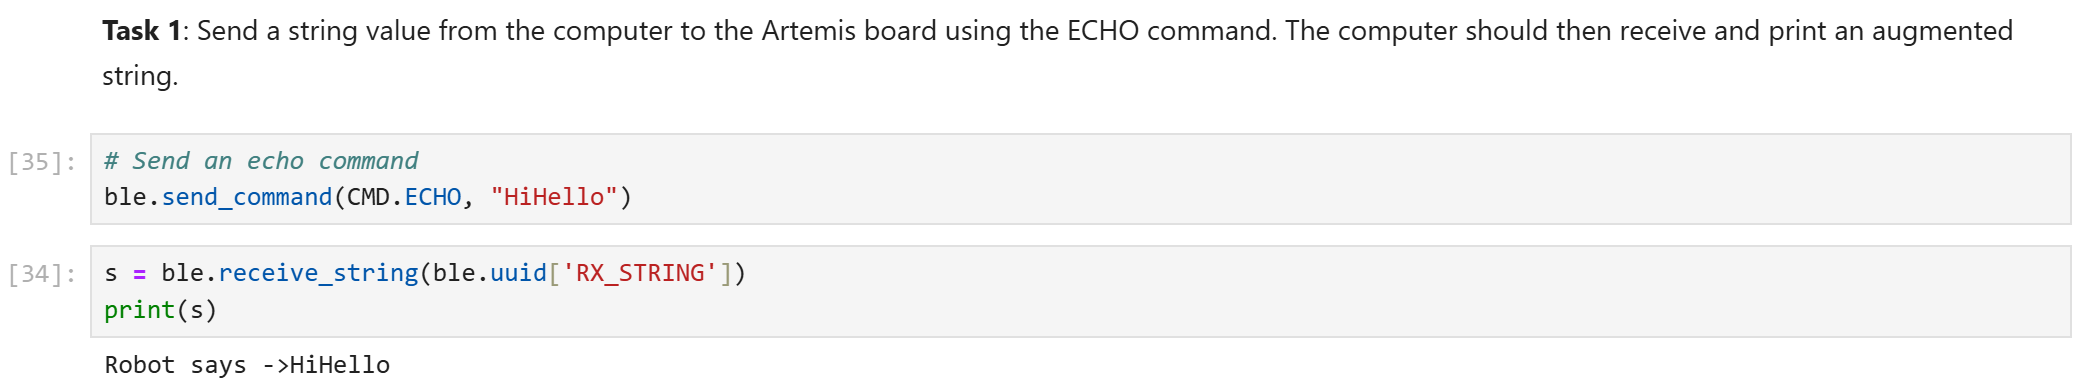 Task 1: Send a string value from the computer to the Artemis board using the ECHO command. The computer should then receive and print an augmented
string.
[35]: # Send an echo command
ble.send_command(CMD.ECHO, "HiHello")
[34]: s = ble.receive_string(ble.uuid['RX_STRING'])
print(s)
Robot says ->HiHello